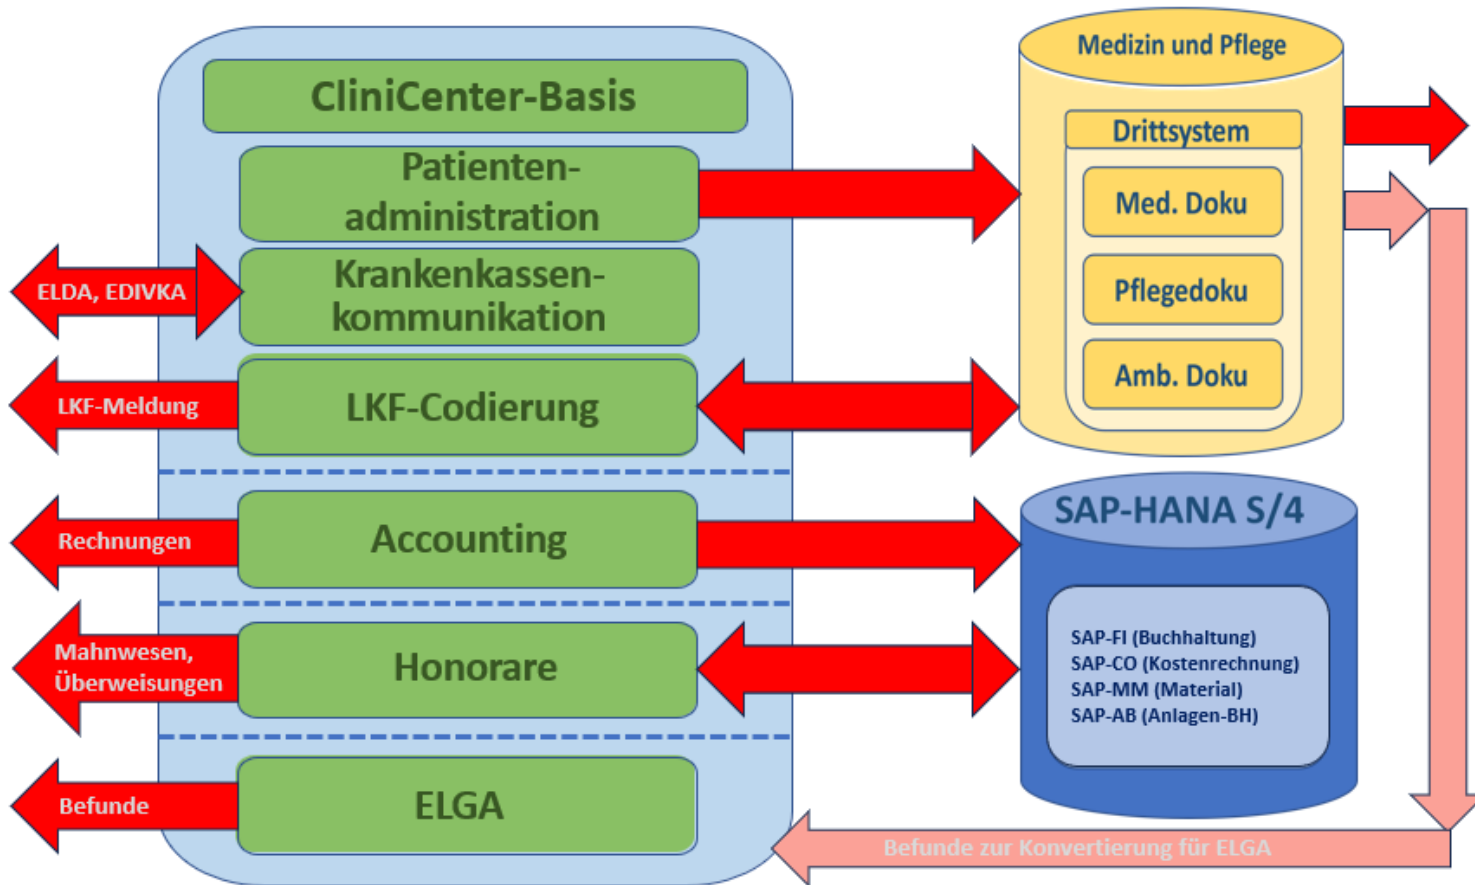 CliniCenter-Basis
Patienten-
administration
ELDA, EDIVKA
Krankenkassen-
kommunikation
LKF-Meldung
LKF-Codierung
Rechnungen
Accounting
Mahnwesen,
Überweisungen
Honorare
Befunde
ELGA
Medizin und Pflege
Drittsystem
Med. Doku
Pflegedoku
Amb. Doku
SAP-HANA S/4
SAP-FI (Buchhaltung)
SAP-CO (Kostenrechnung)
SAP-MM (Material)
SAP-AB (Anlagen-BH)
Befunde zur Konvertierung für ELGA